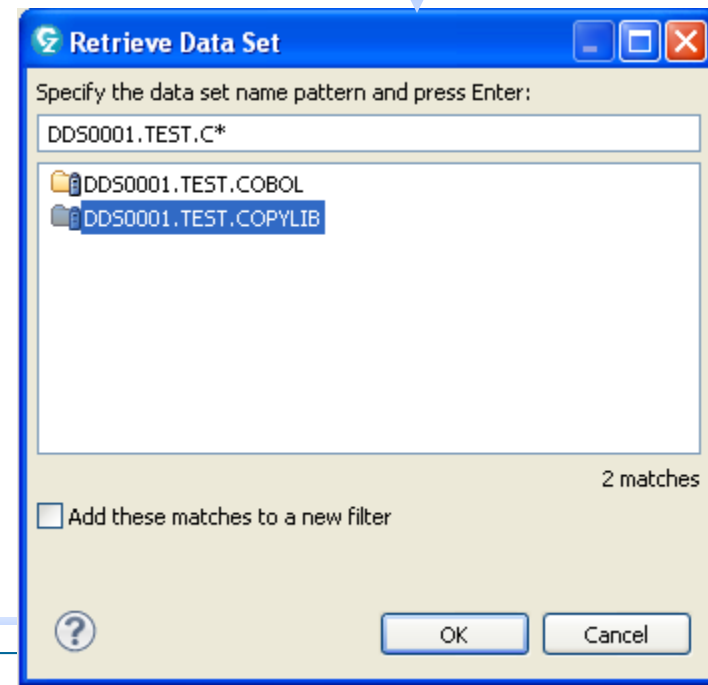 Retrieve Data Set
Specify the data set name pattern and press Enter:
DDS0001.TEST.C*
DDS0001.TEST.COBOL
DDS0001.TEST.COPYLIB
2 matches
Add these matches to a new filter
?
OK Cancel